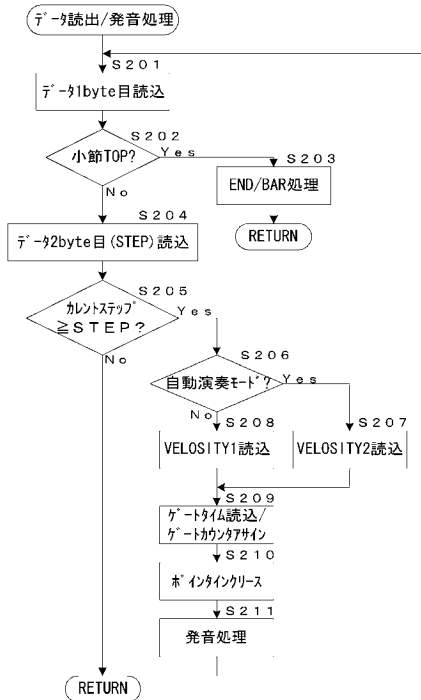 ﾃﾞｰﾀ読出/発音処理
S201
ﾃﾞｰﾀ1byte目読込
S202
小節TOP?
Yes
S203
END/BAR処理
No
RETURN
S204
ﾃﾞｰﾀ2byte目(STEP)読込
S205
ｶﾚﾝﾄｽﾃｯﾌﾟ
≧STEP?
Yes
No
S206
自動演奏ﾓｰﾄﾞ?
Yes
No
S208
VELOSITY1読込
S207
VELOSITY2読込
S209
ｹﾞｰﾄﾀｲﾑ読込/
ｹﾞｰﾄｶｳﾝﾀｱｻｲﾝ
S210
ﾎﾟｲﾝﾀｲﾝｸﾘｰｽ
S211
発音処理
RETURN